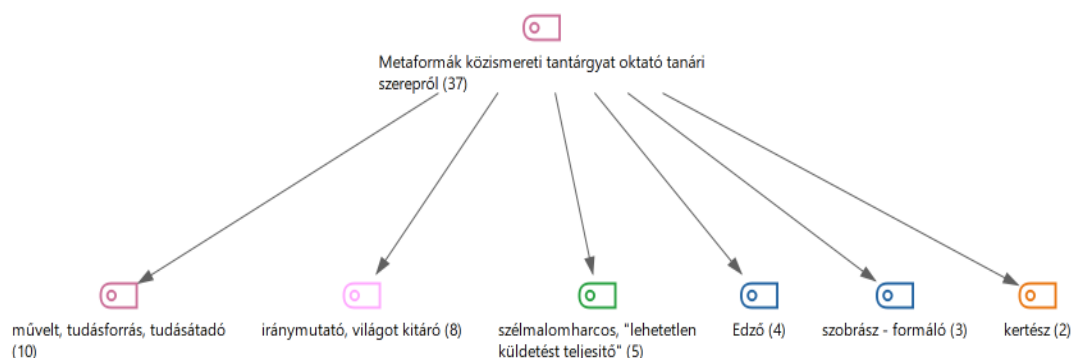 Metaformák közismereti tantárgyat oktató tanári
szerepről (37)
művelt, tudásforrás, tudásátadó
(10)
iránymutató, világot kitáró (8)
szélmalomharcos, "lehetetlen
küldetést teljesitő" (5)
Edző (4)
szobrász - formáló (3)
kertész (2)